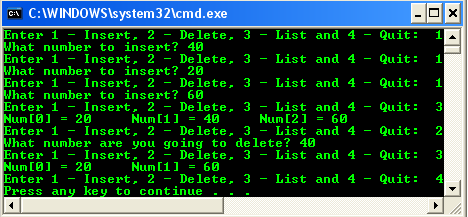 C:\WINDOWS\system32\cmd.exe
Enter 1 - Insert, 2 - Delete, 3 - List and 4 - Quit: 1
What number to insert? 40
Enter 1 - Insert, 2 - Delete, 3 - List and 4 - Quit: 1
What number to insert? 20
Enter 1 - Insert, 2 - Delete, 3 - List and 4 - Quit: 1
What number to insert? 60
Enter 1 - Insert, 2 - Delete, 3 - List and 4 - Quit: 3
Num[0] = 20 Num[1] = 40 Num[2] = 60
Enter 1 - Insert, 2 - Delete, 3 - List and 4 - Quit: 2
What number are you going to delete? 40
Enter 1 - Insert, 2 - Delete, 3 - List and 4 - Quit: 3
Num[0] = 20 Num[1] = 60
Enter 1 - Insert, 2 - Delete, 3 - List and 4 - Quit: 4
Press any key to continue . . .